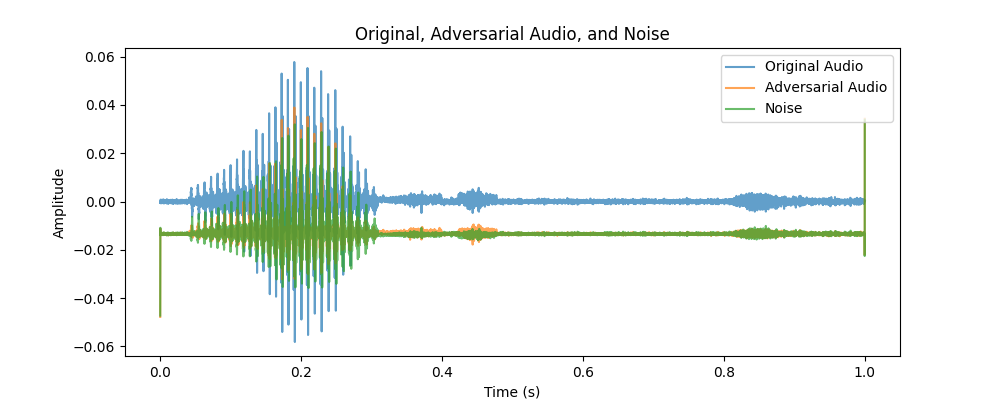 Original, Adversarial Audio, and Noise
Original Audio
Adversarial Audio
Noise
Amplitude
0.06
0.04
0.02
0.00
−0.02
−0.04
−0.06
0.0 0.2 0.4 0.6 0.8 1.0
Time (s)